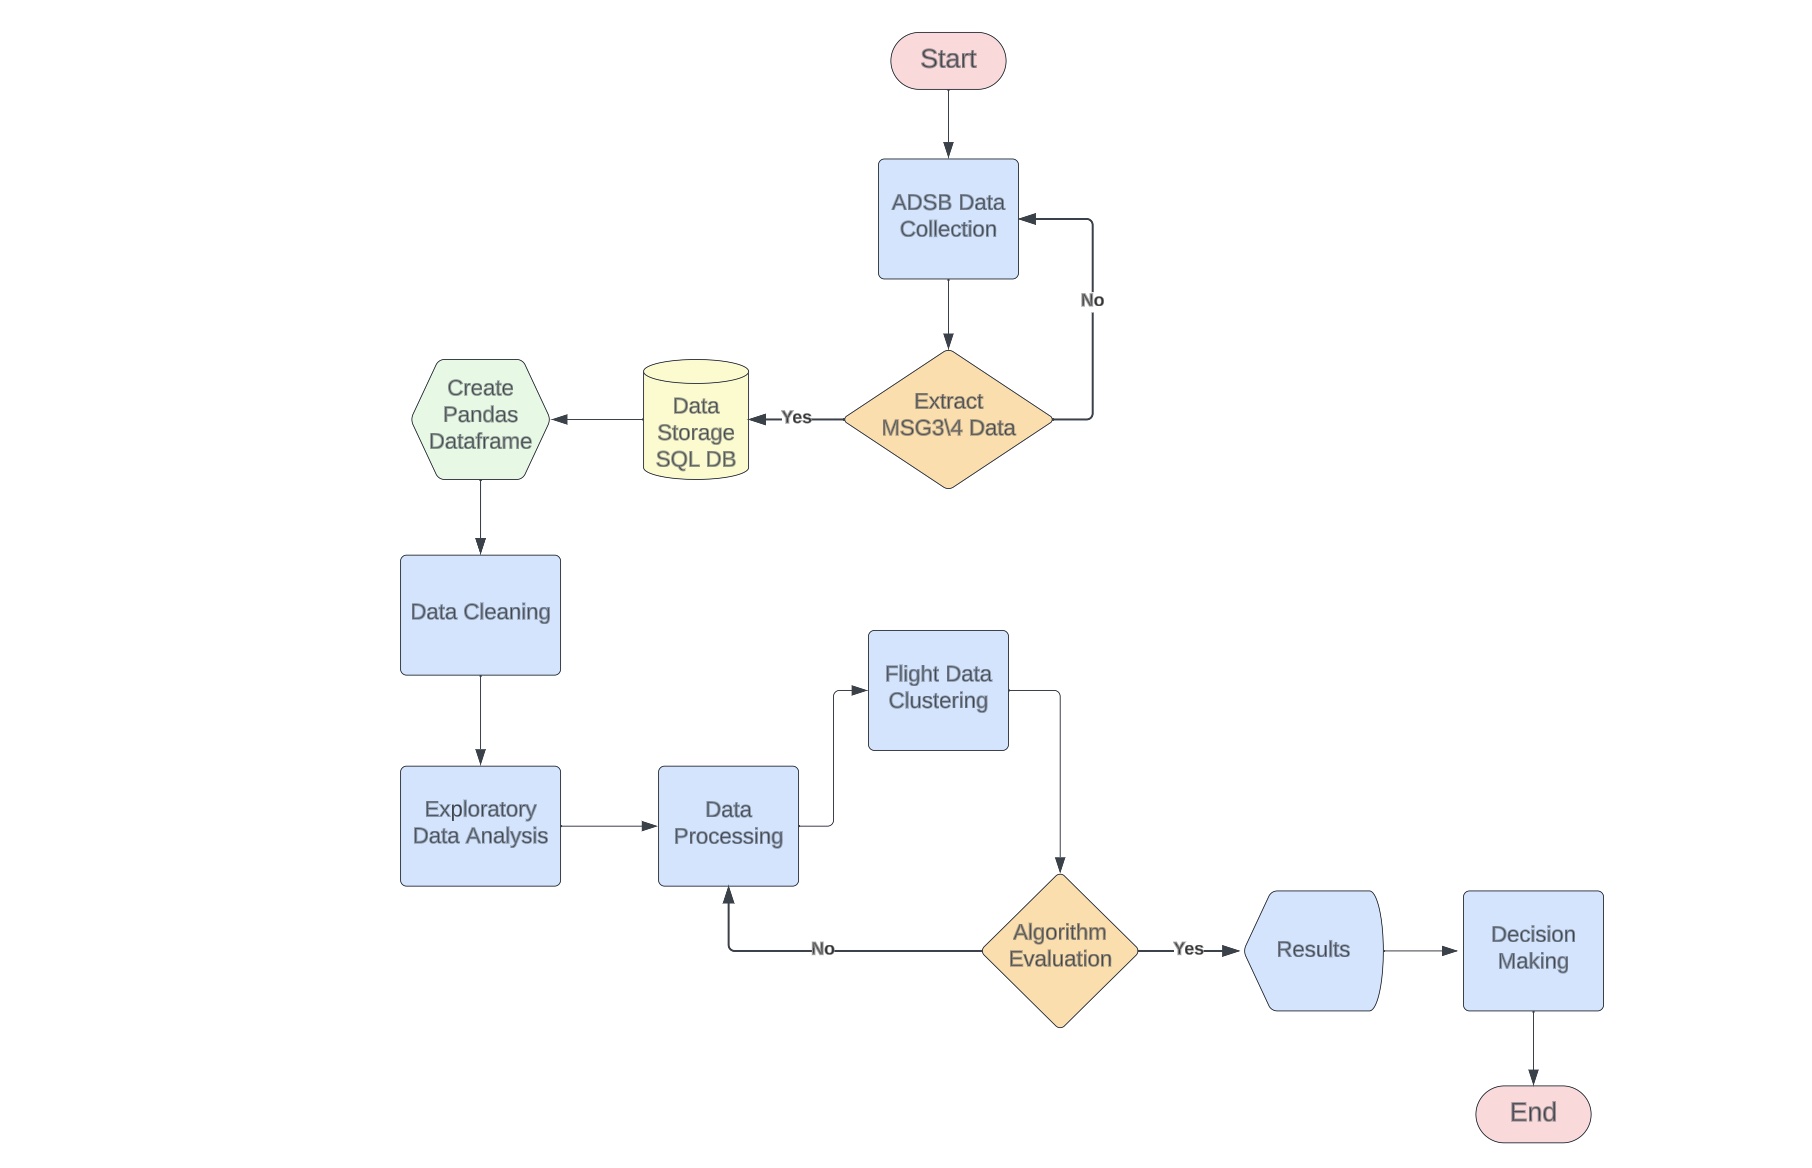 Start
ADSB Data
Collection
No
Extract
MSG3\4 Data
Yes
Data
Storage
SQL DB
Create
Pandas
Dataframe
Data Cleaning
Exploratory
Data Analysis
Data
Processing
Flight Data
Clustering
Algorithm
Evaluation
No
Yes
Results
Decision
Making
End